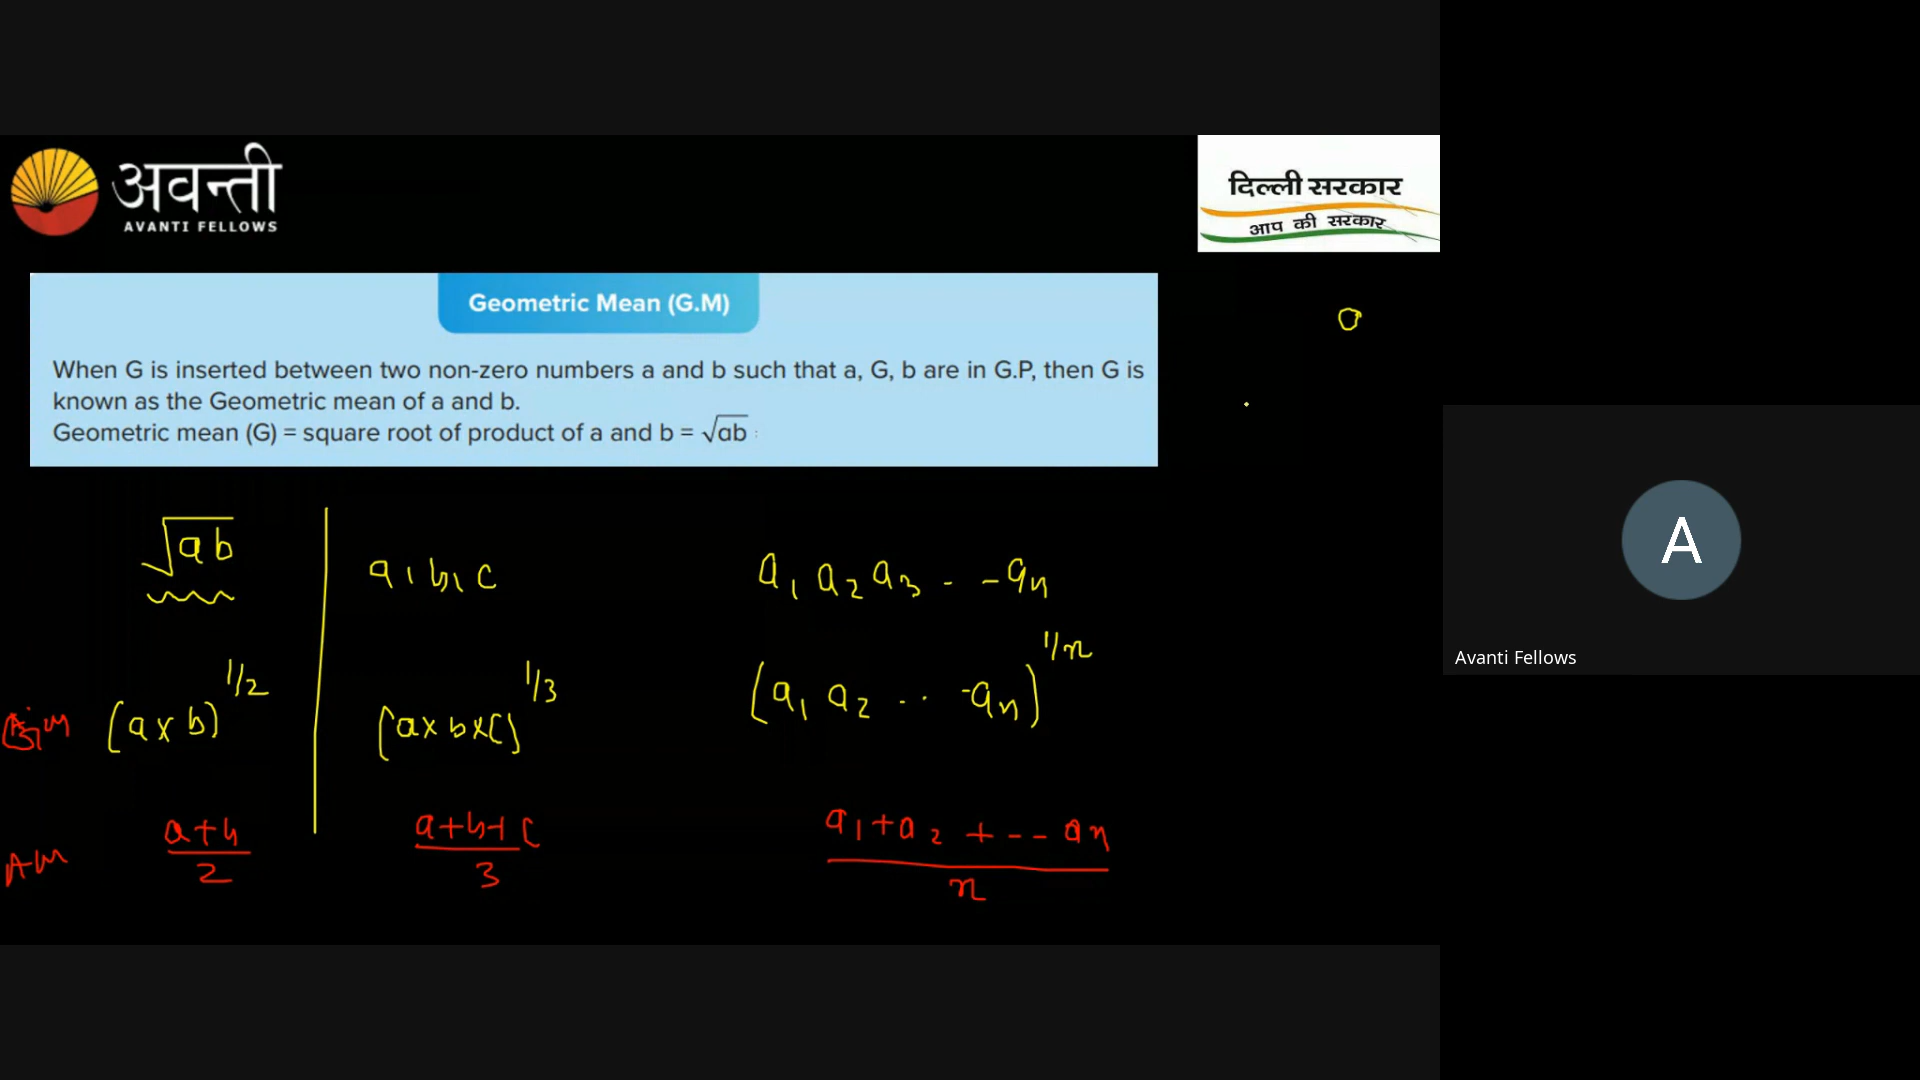 अवन्ती
AVANTI FELLOWS
दिल्ली सरकार
आप की सरकार
Geometric Mean (G.M)
When G is inserted between two non-zero numbers a and b such that a, G, b are in G.P, then G is
known as the Geometric mean of a and b.
Geometric mean (G) = square root of product of a and b = √ab
√ab
a, b, c
a₁ a₂ a₃ - - aₙ
(a x b)^1/2
(a x b x c)^1/3
(a₁ a₂ .. - aₙ)^1/n
AM
a+b/2
a+b+c/3
a₁+a₂ + -- aₙ/n
A
Avanti Fellows